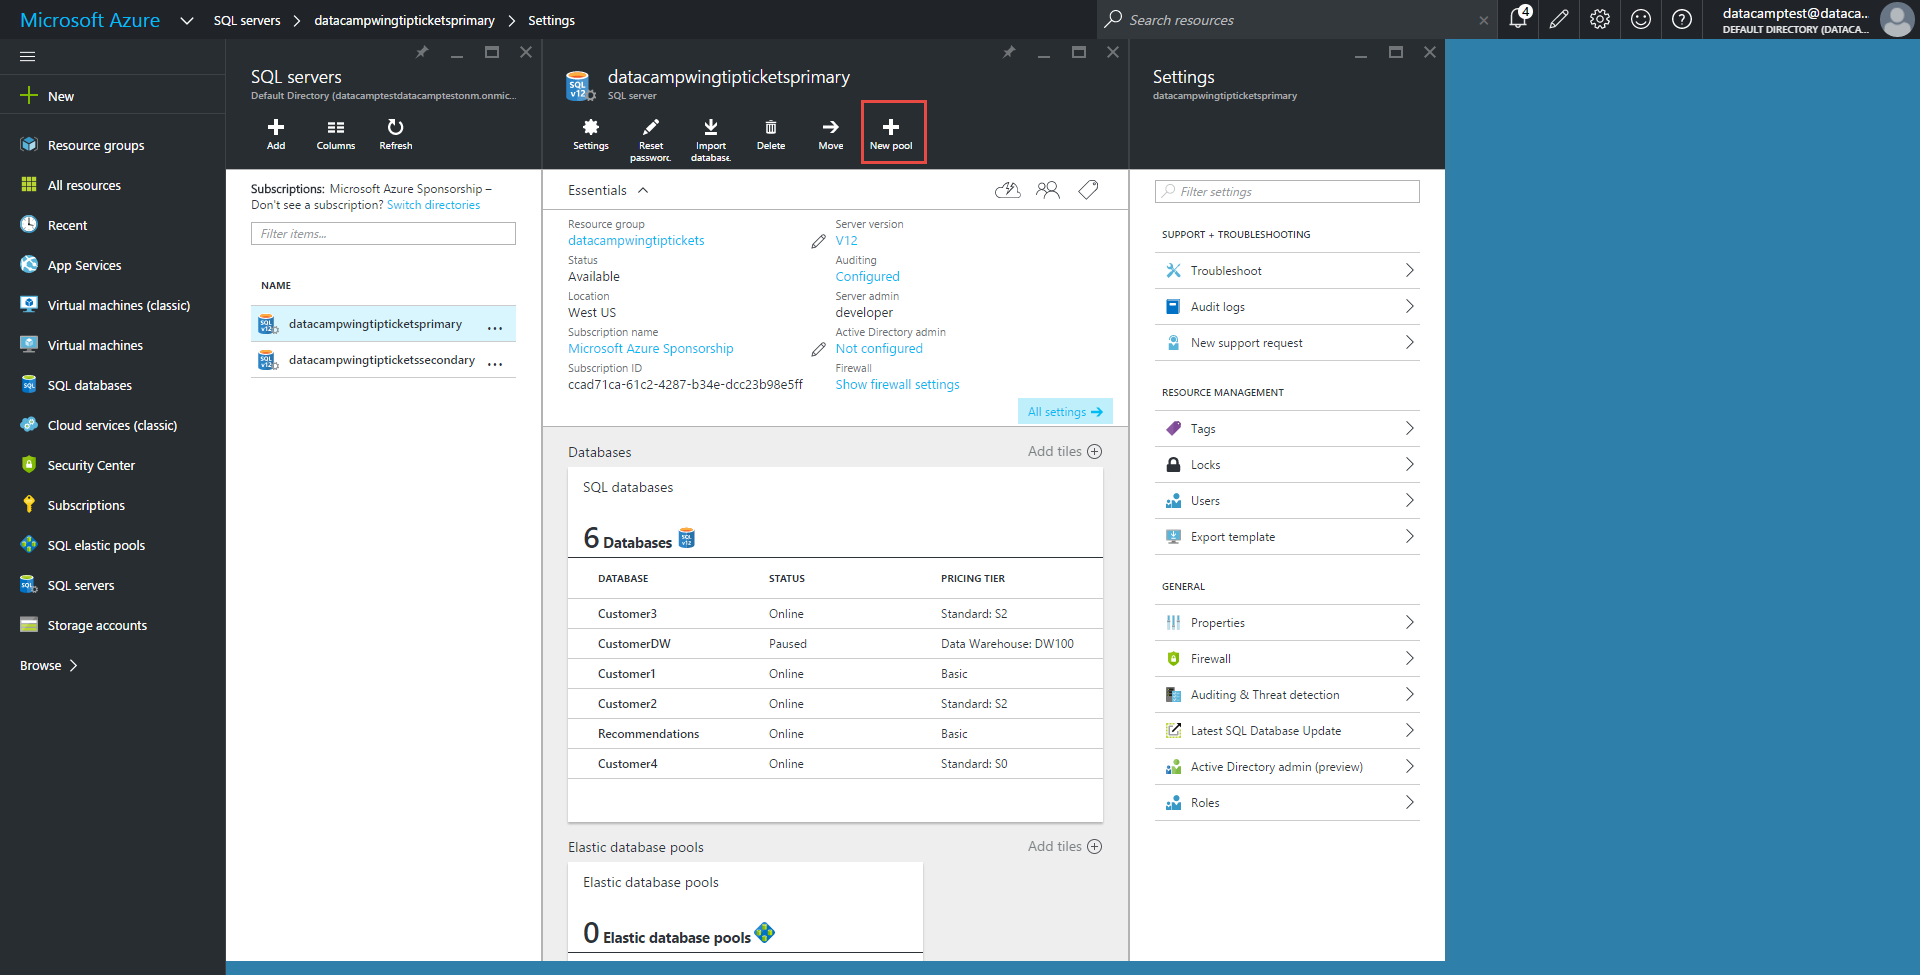 Microsoft Azure
SQL servers
datacampwingtipticketsprimary
Settings
Search resources
4
datacamptest@dataca...
DEFAULT DIRECTORY (DATACA...
New
Resource groups
All resources
Recent
App Services
Virtual machines (classic)
Virtual machines
SQL databases
Cloud services (classic)
Security Center
Subscriptions
SQL elastic pools
SQL servers
Storage accounts
Browse
SQL servers
Default Directory (datacamptestdatacamptestonm.onmic...
Add
Columns
Refresh
Subscriptions: Microsoft Azure Sponsorship –
Don't see a subscription? Switch directories
Filter items...
NAME
datacampwingtipticketsprimary ...
datacampwingtipticketssecondary ...
datacampwingtipticketsprimary
SQL server
Settings
Reset
passworc
Import
database
Delete
Move
New pool
Essentials
Resource group
datacampwingtiptickets
Status
Available
Location
West US
Subscription name
Microsoft Azure Sponsorship
Subscription ID
ccad71ca-61c2-4287-b34e-dcc23b98e5ff
Server version
V12
Auditing
Configured
Server admin
developer
Active Directory admin
Not configured
Firewall
Show firewall settings
All settings
Databases
Add tiles
SQL databases
6 Databases
DATABASE STATUS PRICING TIER
Customer3 Online Standard: S2
CustomerDW Paused Data Warehouse: DW100
Customer1 Online Basic
Customer2 Online Standard: S2
Recommendations Online Basic
Customer4 Online Standard: S0
Elastic database pools
Add tiles
Elastic database pools
0 Elastic database pools
Settings
datacampwingtipticketsprimary
Filter settings
SUPPORT + TROUBLESHOOTING
Troubleshoot
Audit logs
New support request
RESOURCE MANAGEMENT
Tags
Locks
Users
Export template
GENERAL
Properties
Firewall
Auditing & Threat detection
Latest SQL Database Update
Active Directory admin (preview)
Roles